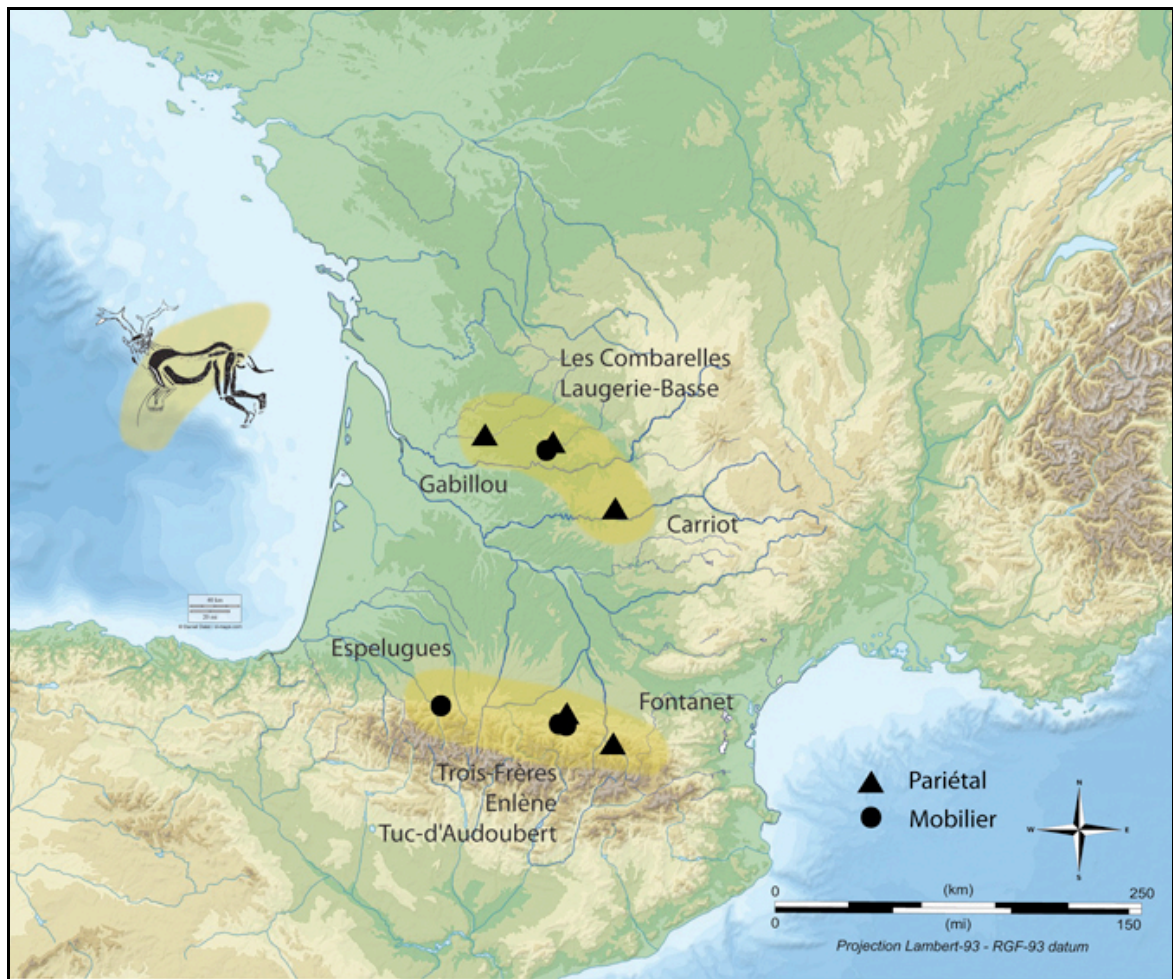 Les Combarelles
Laugerie-Basse
Gabillou
Carriot
Espelugues
Fontanet
Trois-Frères
Enlène
Tuc-d'Audoubert
Pariétal
Mobilier
N
W E
S
0 (km) 250
0 (mi) 150
Projection Lambert-93 - RGF-93 datum